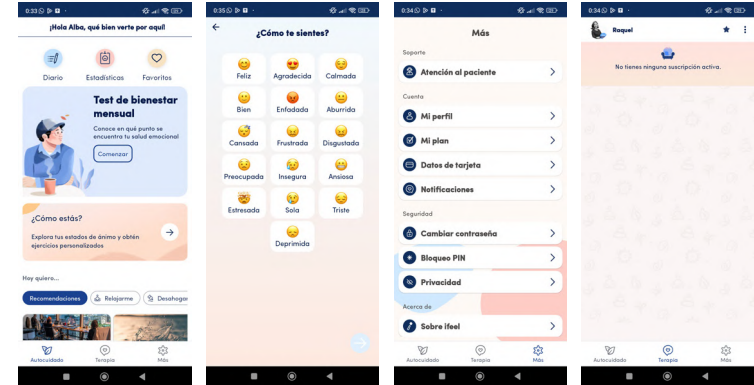 0:33
¡Hola Alba, qué bien verte por aquí!
Diario
Estadísticas
Favoritos
Test de bienestar
mensual
Conoce en qué punto se
encuentra tu salud emocional
Comenzar
¿Cómo estás?
Explora tus estados de ánimo y obtén
ejercicios personalizados
Hoy quiero...
Recomendaciones
Relajarme
Desahogar
Autocuidado
Terapia
Más
0:35
¿Cómo te sientes?
Feliz
Agradecida
Calmada
Bien
Enfadada
Aburrida
Cansada
Frustrada
Disgustada
Preocupada
Insegura
Ansiosa
Estresada
Sola
Triste
Deprimida
0:34
Más
Soporte
Atención al paciente
Cuenta
Mi perfil
Mi plan
Datos de tarjeta
Notificaciones
Seguridad
Cambiar contraseña
Bloqueo PIN
Privacidad
Acerca de
Sobre ifeel
Autocuidado
Terapia
Más
0:34
Raquel
No tienes ninguna suscripción activa.
Autocuidado
Terapia
Más